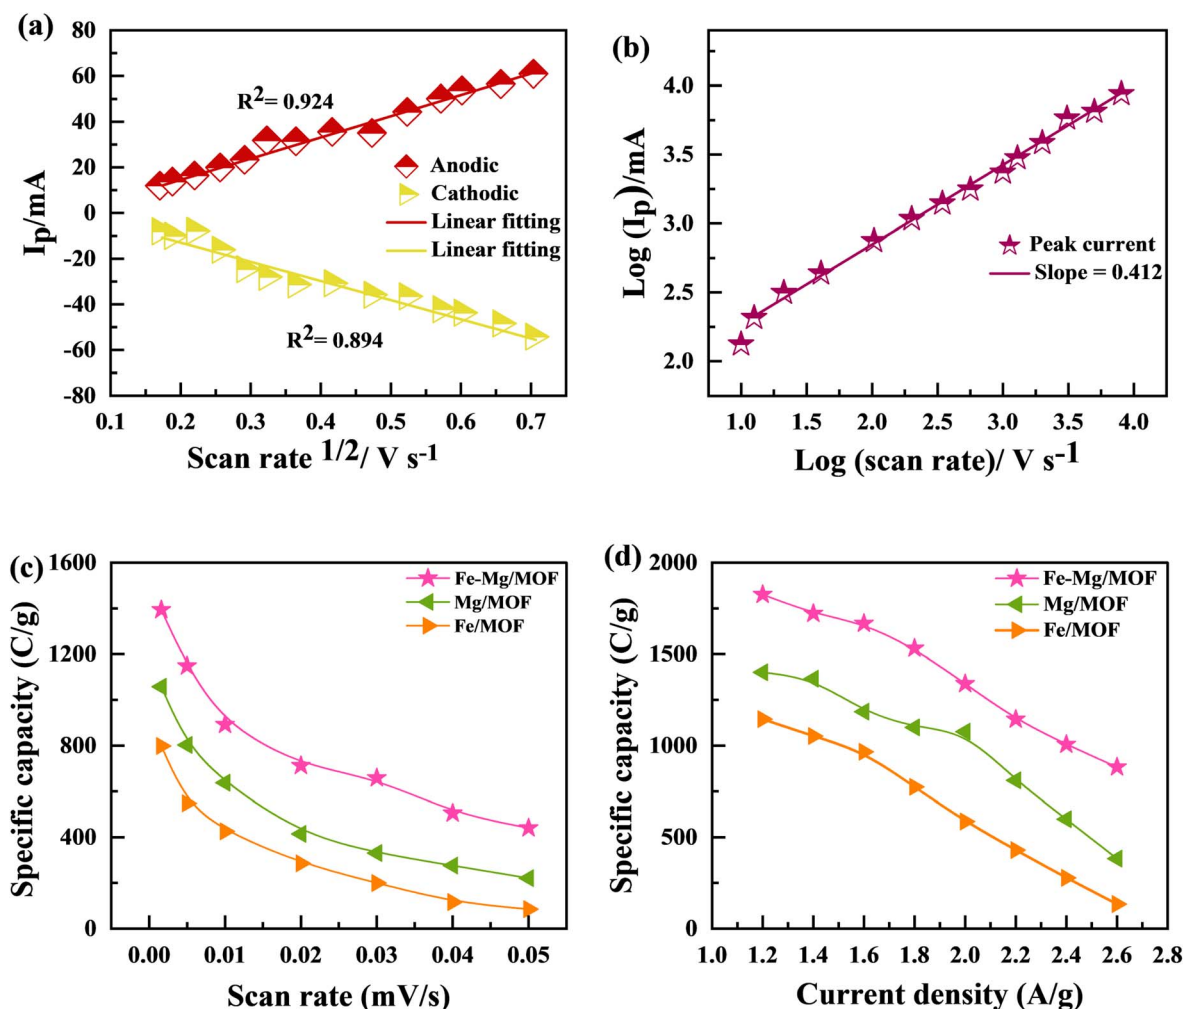 (a)
80
60
40
20
0
-20
-40
-60
-80
Ip/mA
R2= 0.924
Anodic
Cathodic
Linear fitting
Linear fitting
R2= 0.894
0.1 0.2 0.3 0.4 0.5 0.6 0.7
Scan rate 1/2/ V s-1
(b)
4.0
3.5
3.0
2.5
2.0
Log (Ip)/mA
Peak current
Slope = 0.412
1.0 1.5 2.0 2.5 3.0 3.5 4.0
Log (scan rate)/ V s-1
(c)
1600
1200
800
400
0
Specific capacity (C/g)
Fe-Mg/MOF
Mg/MOF
Fe/MOF
0.00 0.01 0.02 0.03 0.04 0.05
Scan rate (mV/s)
(d)
2000
1500
1000
500
0
Specific capacity (C/g)
Fe-Mg/MOF
Mg/MOF
Fe/MOF
1.0 1.2 1.4 1.6 1.8 2.0 2.2 2.4 2.6 2.8
Current density (A/g)